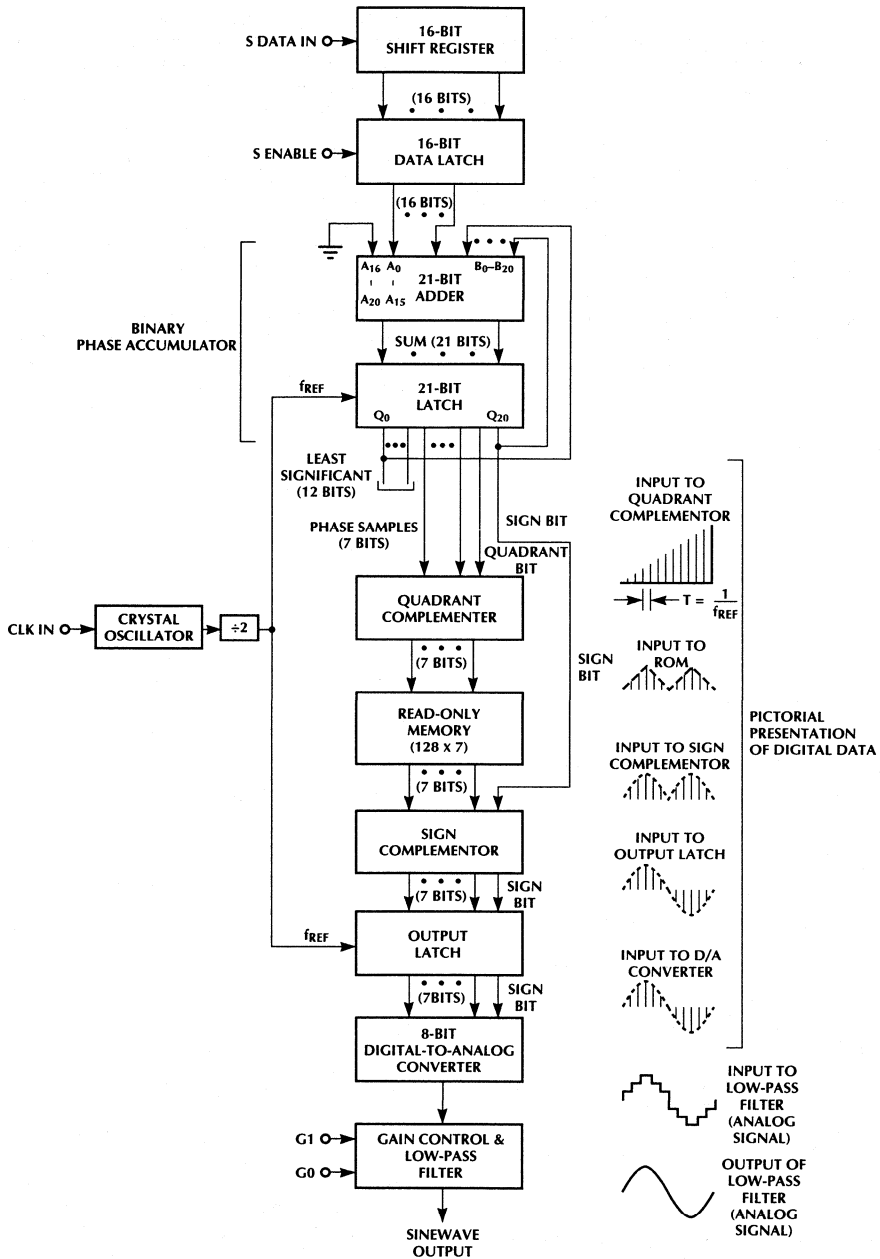 S DATA IN
16-BIT
SHIFT REGISTER
(16 BITS)
S ENABLE
16-BIT
DATA LATCH
(16 BITS)
A16 A0
B0–B20
21-BIT
ADDER
A20 A15
BINARY
PHASE ACCUMULATOR
SUM (21 BITS)
fREF
21-BIT
LATCH
Q0
Q20
LEAST
SIGNIFICANT
(12 BITS)
PHASE SAMPLES
(7 BITS)
SIGN BIT
QUADRANT
BIT
CLK IN
CRYSTAL
OSCILLATOR
÷2
QUADRANT
COMPLEMENTER
(7 BITS)
SIGN
BIT
READ-ONLY
MEMORY
(128 x 7)
(7 BITS)
SIGN
COMPLEMENTOR
(7 BITS)
SIGN
BIT
fREF
OUTPUT
LATCH
(7BITS)
SIGN
BIT
8-BIT
DIGITAL-TO-ANALOG
CONVERTER
G1
G0
GAIN CONTROL &
LOW-PASS
FILTER
SINEWAVE
OUTPUT
INPUT TO
QUADRANT
COMPLEMENTOR
T = 1
fREF
INPUT TO
ROM
INPUT TO SIGN
COMPLEMENTOR
INPUT TO
OUTPUT LATCH
INPUT TO D/A
CONVERTER
PICTORIAL
PRESENTATION
OF DIGITAL DATA
INPUT TO
LOW-PASS
FILTER
(ANALOG
SIGNAL)
OUTPUT OF
LOW-PASS
FILTER
(ANALOG
SIGNAL)